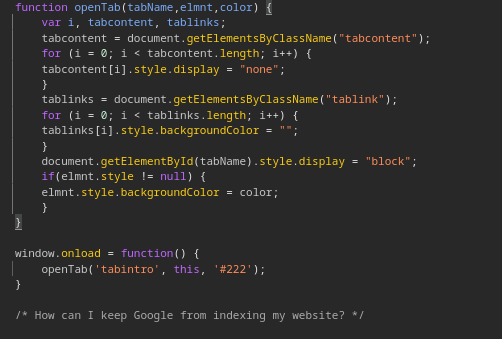 function openTab(tabName,elmnt,color) {
    var i, tabcontent, tablinks;
    tabcontent = document.getElementsByClassName("tabcontent");
    for (i = 0; i < tabcontent.length; i++) {
    tabcontent[i].style.display = "none";
    }
    tablinks = document.getElementsByClassName("tablink");
    for (i = 0; i < tablinks.length; i++) {
    tablinks[i].style.backgroundColor = "";
    }
    document.getElementById(tabName).style.display = "block";
    if(elmnt.style != null) {
    elmnt.style.backgroundColor = color;
    }
}

window.onload = function() {
    openTab('tabintro', this, '#222');
}

/* How can I keep Google from indexing my website? */